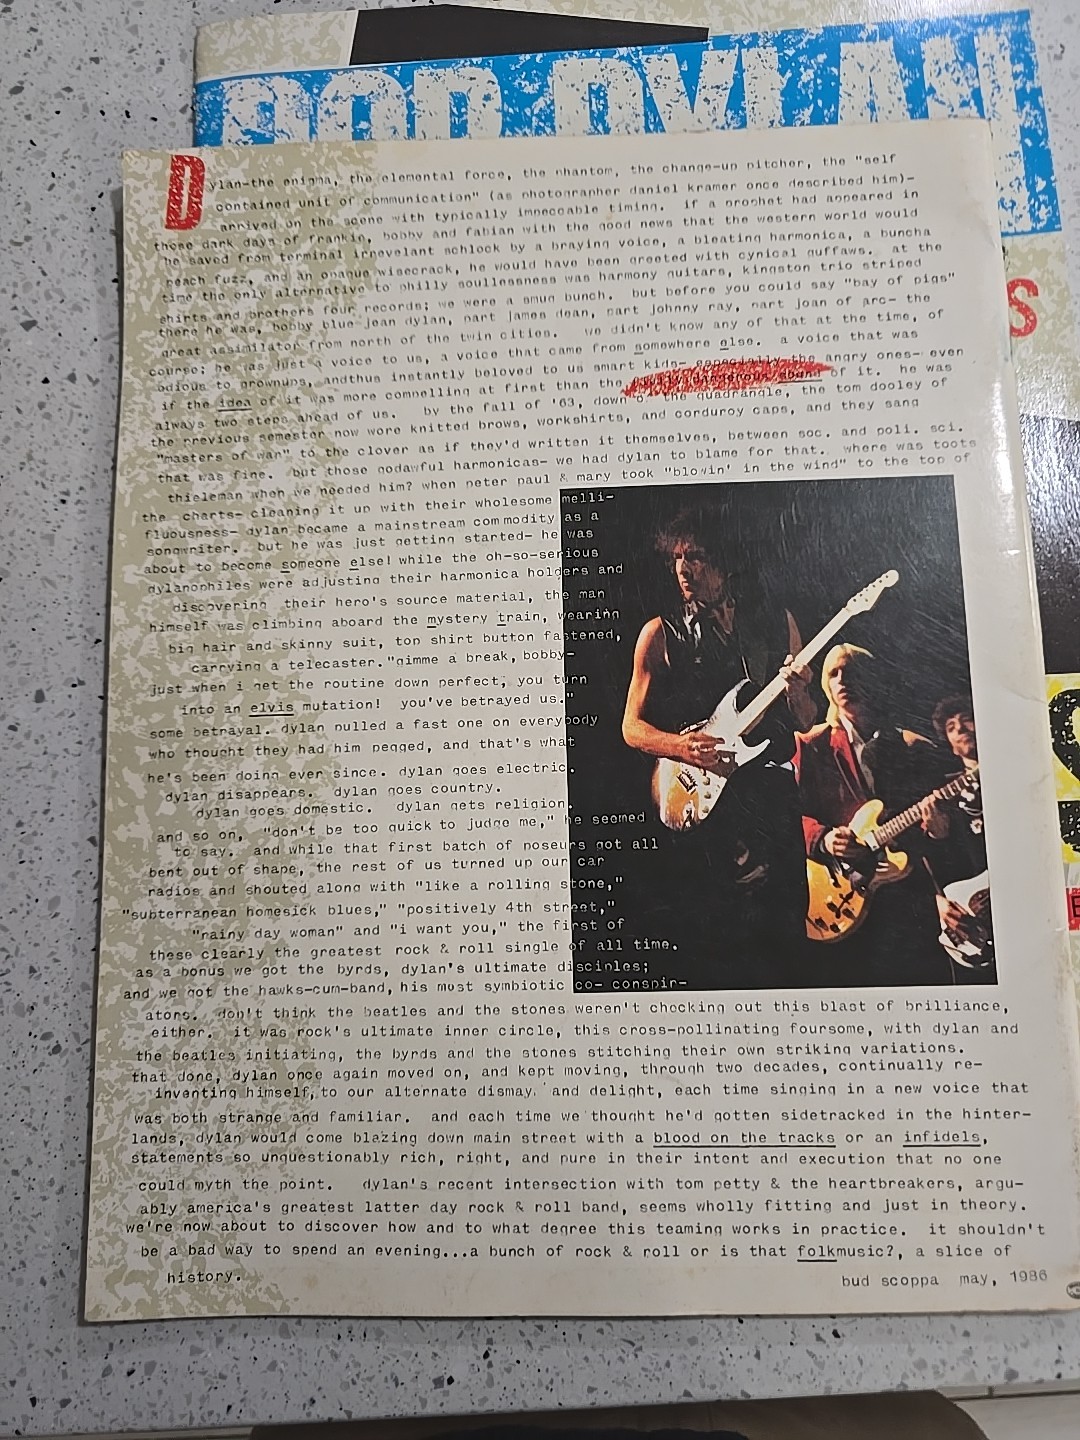 BOB DYLAN
S
Dylan-the enigma, the elemental force, the phantom, the change-up pitcher, the "self
contained unit of communication" (as photographer daniel kramer once described him)-
arrived on the scene with typically impeccable timing. if a prophet had appeared in
those dark days of frankie, bobby and fabian with the good news that the western world would
be saved from terminal irrevelant schlock by a braying voice, a bleating harmonica, a buncha
peach fuzz, and an opaque wisecrack, he would have been greeted with cynical guffaws. at the
time the only alternative to philly soullessness was harmony guitars, kingston trio striped
shirts and brothers four records; we were a smug bunch. but before you could say "bay of pigs"
there he was, bobby blue-jean dylan, part james dean, part johnny ray, part joan of arc- the
great assimilator from north of the twin cities. we didn't know any of that at the time, of
course; he was just a voice to us, a voice that came from somewhere else. a voice that was
odious to grownups, andthus instantly beloved to us smart kids- especially the angry ones- even
if the idea of it was more compelling at first than the of it. he was
always two steps ahead of us. by the fall of '63, down o. the quadrangle, the tom dooley of
the previous semester now wore knitted brows, workshirts, and corduroy caps, and they sang
"masters of war" to the clover as if they'd written it themselves, between soc. and poli. sci.
that was fine. but those godawful harmonicas- we had dylan to blame for that. where was toots
thieleman when we needed him? when peter paul & mary took "blowin' in the wind" to the top of
the charts- cleaning it up with their wholesome melli-
fluousness- dylan became a mainstream commodity as a
songwriter. but he was just getting started- he was
about to become someone else! while the oh-so-serious
dylanophiles were adjusting their harmonica holders and
discovering their hero's source material, the man
himself was climbing aboard the mystery train, wearing
big hair and skinny suit, top shirt button fastened,
carrying a telecaster."gimme a break, bobby-
just when i get the routine down perfect, you turn
into an elvis mutation! you've betrayed us."
some betrayal. dylan pulled a fast one on everybody
who thought they had him pegged, and that's what
he's been doing ever since. dylan goes electric.
dylan disappears. dylan goes country.
dylan goes domestic. dylan gets religion.
and so on, "don't be too quick to judge me," he seemed
to say. and while that first batch of poseurs got all
bent out of shape, the rest of us turned up our car
radios and shouted along with "like a rolling stone,"
"subterranean homesick blues," "positively 4th street,"
"rainy day woman" and "i want you," the first of
these clearly the greatest rock & roll single of all time.
as a bonus we got the byrds, dylan's ultimate disciples;
and we got the hawks-cum-band, his most symbiotic co- conspir-
ators. don't think the beatles and the stones weren't checking out this blast of brilliance,
either. it was rock's ultimate inner circle, this cross-pollinating foursome, with dylan and
the beatles initiating, the byrds and the stones stitching their own striking variations.
that done, dylan once again moved on, and kept moving, through two decades, continually re-
inventing himself, to our alternate dismay. and delight, each time singing in a new voice that
was both strange and familiar. and each time we thought he'd gotten sidetracked in the hinter-
lands, dylan would come blazing down main street with a blood on the tracks or an infidels,
statements so unquestionably rich, right, and pure in their intent and execution that no one
could myth the point. dylan's recent intersection with tom petty & the heartbreakers, argu-
ably america's greatest latter day rock & roll band, seems wholly fitting and just in theory.
we're now about to discover how and to what degree this teaming works in practice. it shouldn't
be a bad way to spend an evening...a bunch of rock & roll or is that folkmusic?, a slice of
history.
bud scoppa may, 1986